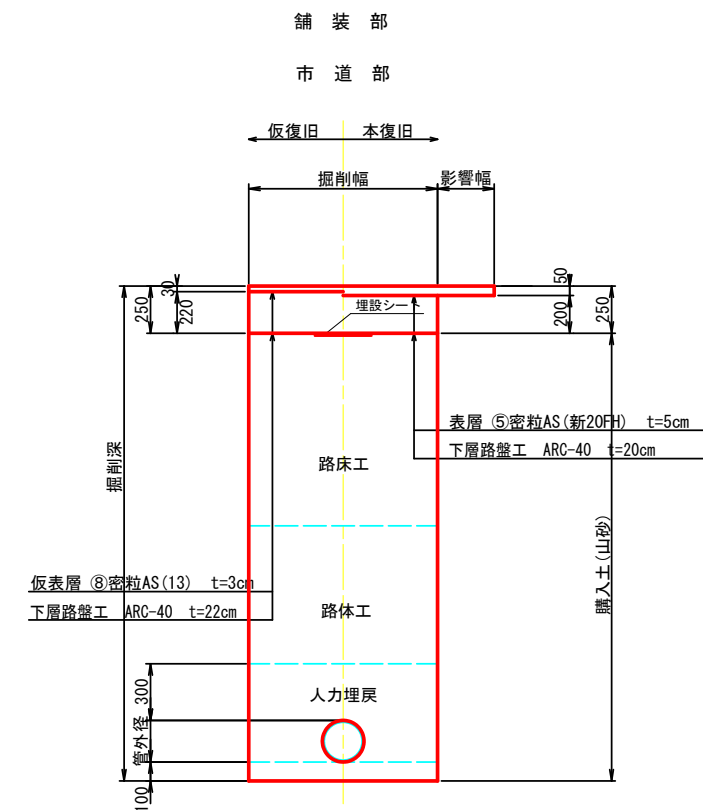 舗装部
市道部
仮復旧 本復旧
掘削幅 影響幅
30
50
250
220
埋設シート
200
250
表層 ⑤密粒AS(新20FH) t=5cm
下層路盤工 ARC-40 t=20cm
掘削深
路床工
購入土(山砂)
仮表層 ⑧密粒AS(13) t=3cm
下層路盤工 ARC-40 t=22cm
路体工
300
人力埋戻
管外径
100